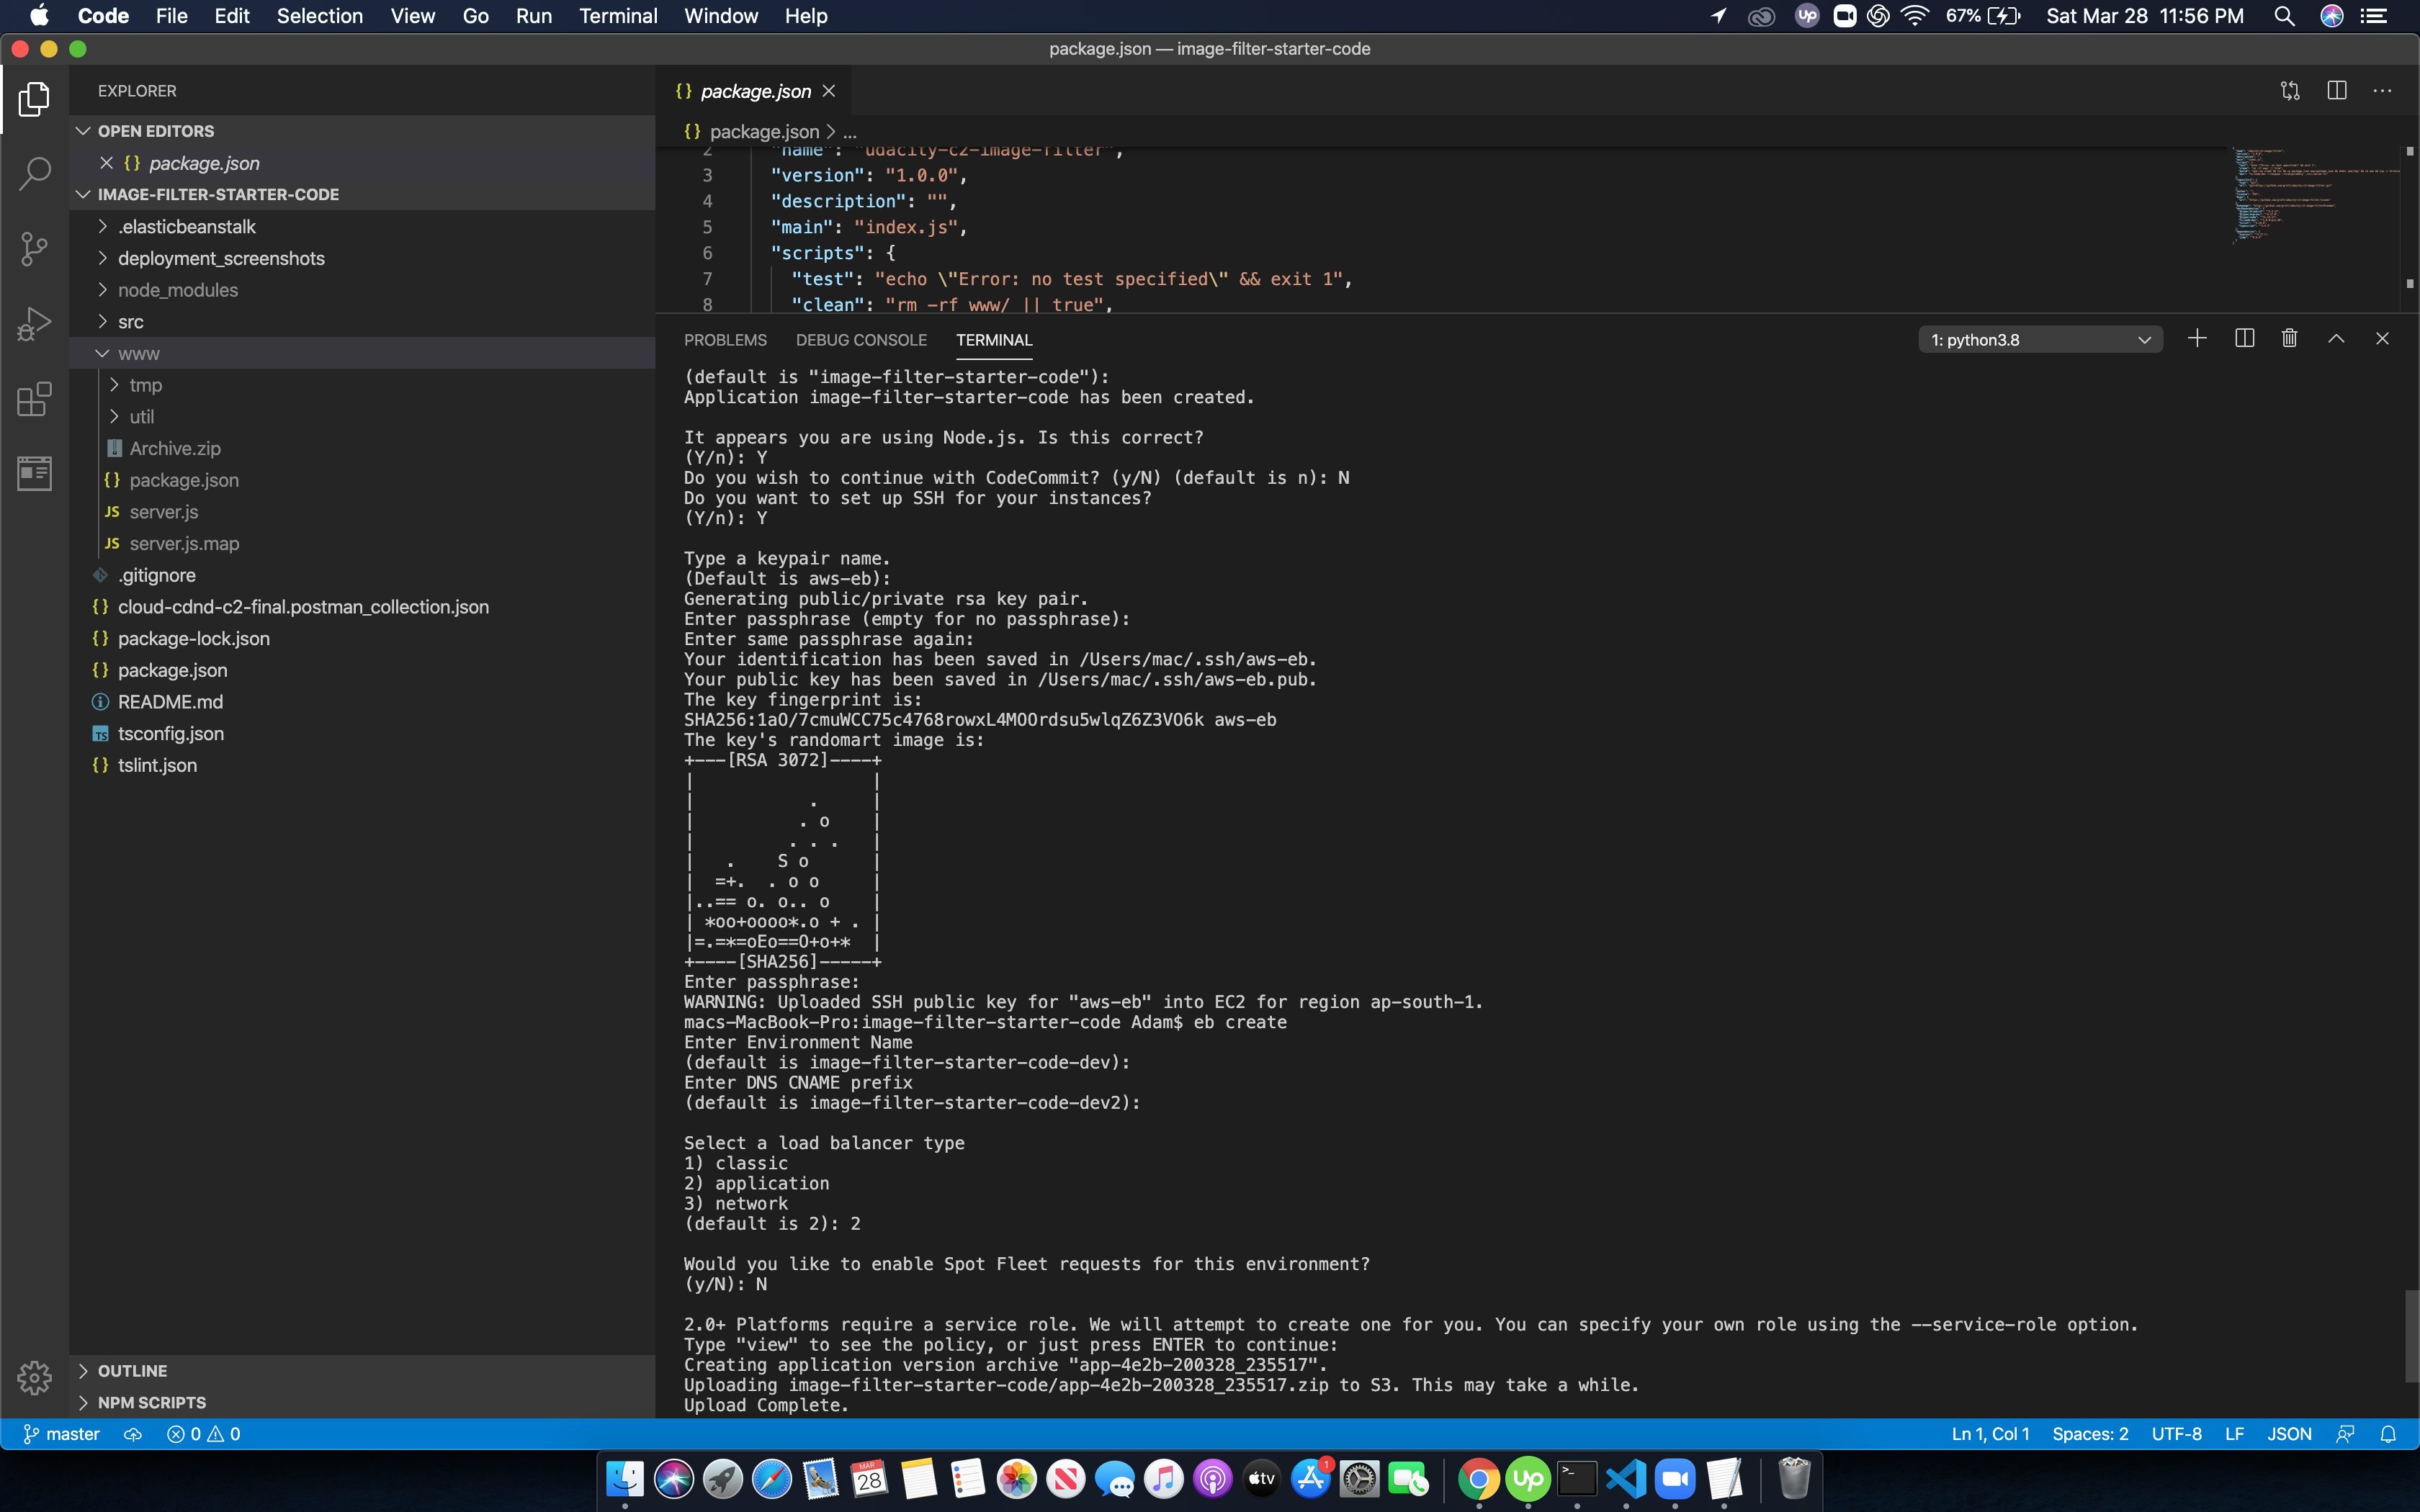 Code File Edit Selection View Go Run Terminal Window Help 67% Sat Mar 28 11:56 PM
package.json — image-filter-starter-code
EXPLORER
OPEN EDITORS
package.json
IMAGE-FILTER-STARTER-CODE
.elasticbeanstalk
deployment_screenshots
node_modules
src
www
tmp
util
Archive.zip
package.json
server.js
server.js.map
.gitignore
cloud-cdnd-c2-final.postman_collection.json
package-lock.json
package.json
README.md
tsconfig.json
tslint.json
OUTLINE
NPM SCRIPTS
package.json
package.json > ...
2 "name": "udacity-c2-image-filter",
3 "version": "1.0.0",
4 "description": "",
5 "main": "index.js",
6 "scripts": {
7 "test": "echo \"Error: no test specified\" && exit 1",
8 "clean": "rm -rf www/ || true",
PROBLEMS DEBUG CONSOLE TERMINAL 1: python3.8
(default is "image-filter-starter-code"):
Application image-filter-starter-code has been created.
It appears you are using Node.js. Is this correct?
(Y/n): Y
Do you wish to continue with CodeCommit? (y/N) (default is n): N
Do you want to set up SSH for your instances?
(Y/n): Y
Type a keypair name.
(Default is aws-eb):
Generating public/private rsa key pair.
Enter passphrase (empty for no passphrase):
Enter same passphrase again:
Your identification has been saved in /Users/mac/.ssh/aws-eb.
Your public key has been saved in /Users/mac/.ssh/aws-eb.pub.
The key fingerprint is:
SHA256:1aO/7cmuWCC75c4768rowxL4MOOrdsu5wlqZ6Z3VO6k aws-eb
The key's randomart image is:
+---[RSA 3072]----+
|                 |
|           .     |
|          . o    |
|         . . .   |
|   .    S o      |
|  =+.  . o o     |
|..== o. o.. o    |
| *oo+oooo*.o + . |
|=.=*=oEo==O+o+*  |
+----[SHA256]-----+
Enter passphrase:
WARNING: Uploaded SSH public key for "aws-eb" into EC2 for region ap-south-1.
macs-MacBook-Pro:image-filter-starter-code Adam$ eb create
Enter Environment Name
(default is image-filter-starter-code-dev):
Enter DNS CNAME prefix
(default is image-filter-starter-code-dev2):
Select a load balancer type
1) classic
2) application
3) network
(default is 2): 2
Would you like to enable Spot Fleet requests for this environment?
(y/N): N
2.0+ Platforms require a service role. We will attempt to create one for you. You can specify your own role using the --service-role option.
Type "view" to see the policy, or just press ENTER to continue:
Creating application version archive "app-4e2b-200328_235517".
Uploading image-filter-starter-code/app-4e2b-200328_235517.zip to S3. This may take a while.
Upload Complete.
master 0 0 Ln 1, Col 1 Spaces: 2 UTF-8 LF JSON
MAR 28 tv 1 up